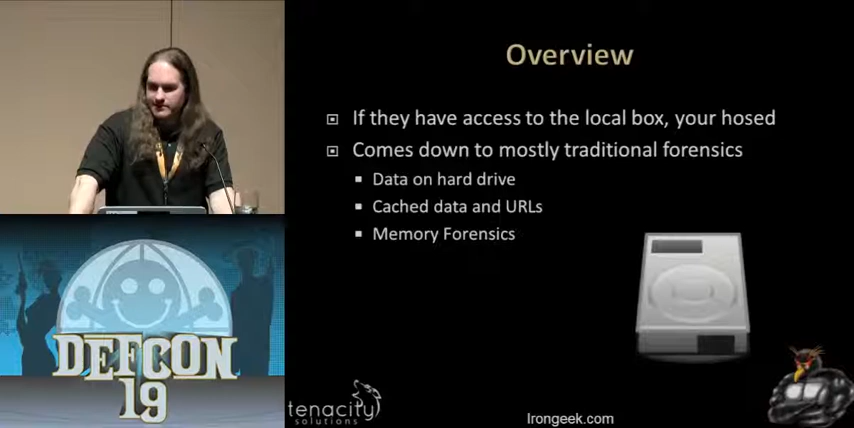 Overview
If they have access to the local box, your hosed
Comes down to mostly traditional forensics
Data on hard drive
Cached data and URLs
Memory Forensics
DEFCON
19
tenacity
solutions
Irongeek.com